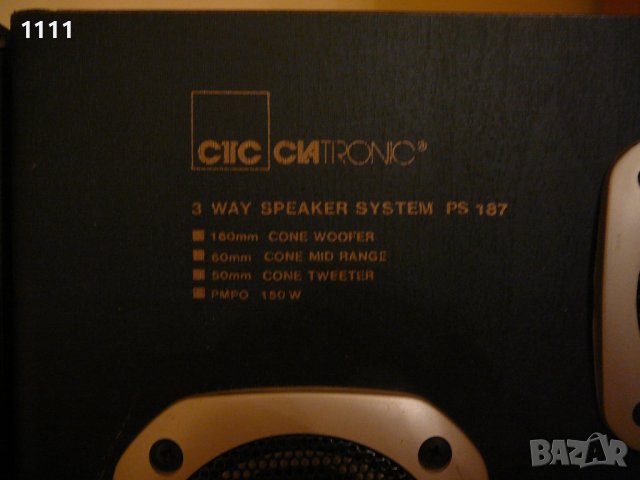 1111
CTC CLATRONIC®
3 WAY SPEAKER SYSTEM PS 187
160mm CONE WOOFER
60mm CONE MID RANGE
50mm CONE TWEETER
PMPO 150 W
BAZAR